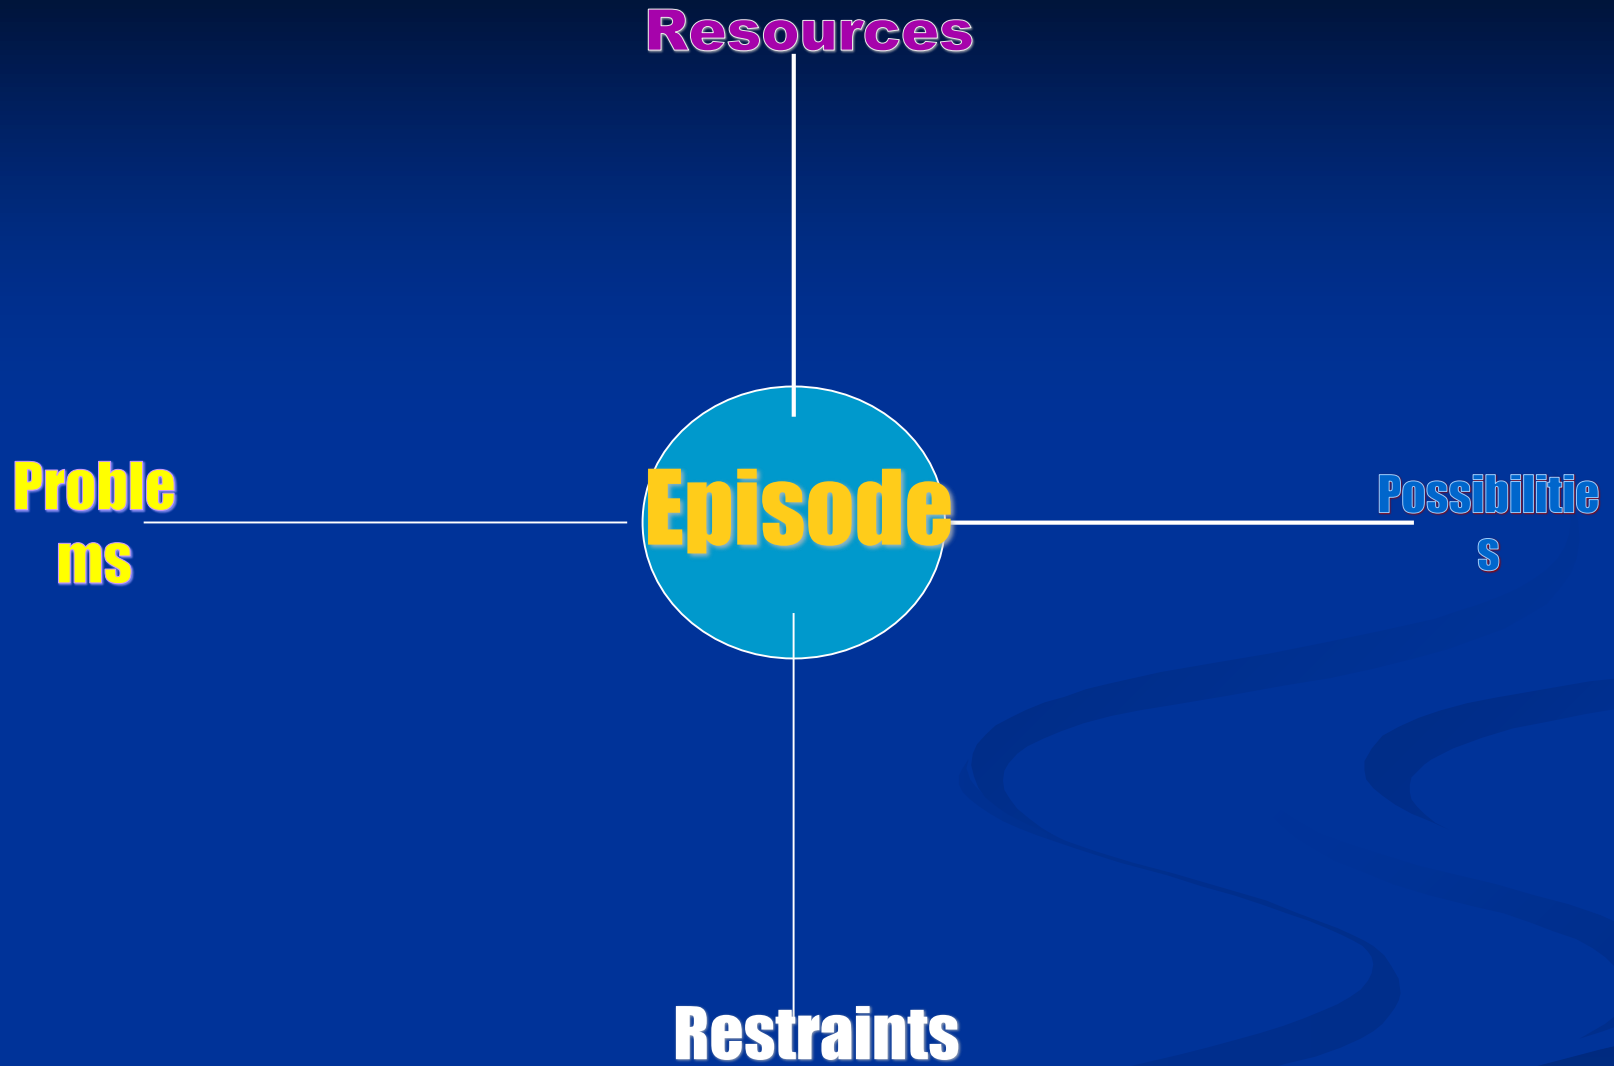 Resources
Proble
ms
Episode
Possibilitie
s
Restraints